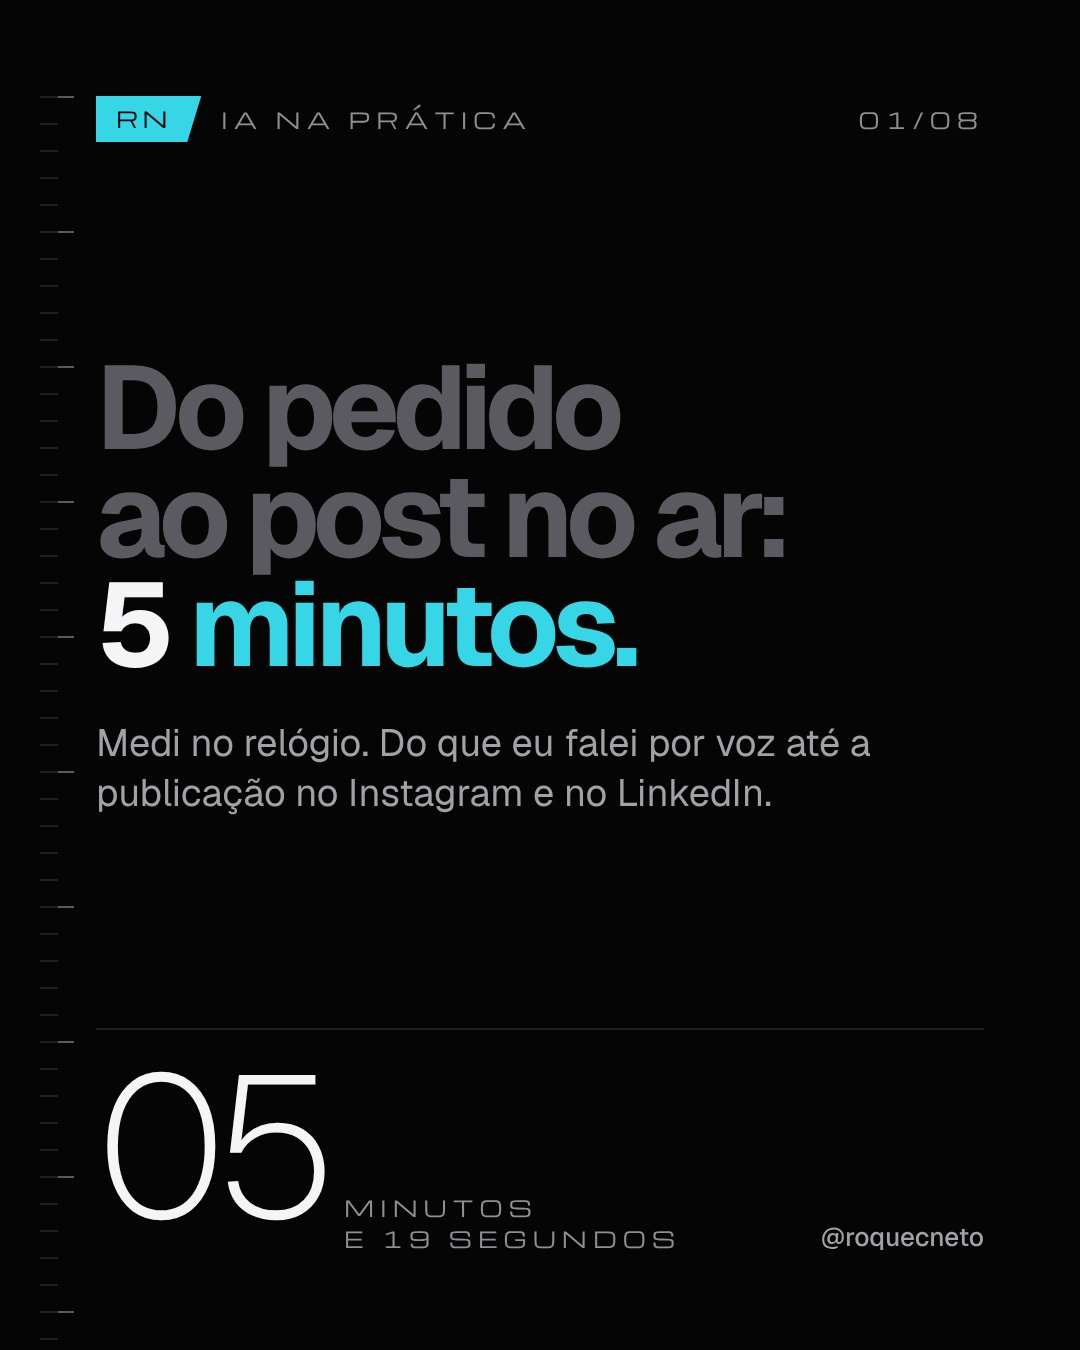 RN IA NA PRÁTICA 01/08
Do pedido
ao post no ar:
5 minutos.
Medi no relógio. Do que eu falei por voz até a
publicação no Instagram e no LinkedIn.
05
MINUTOS
E 19 SEGUNDOS
@roquecneto